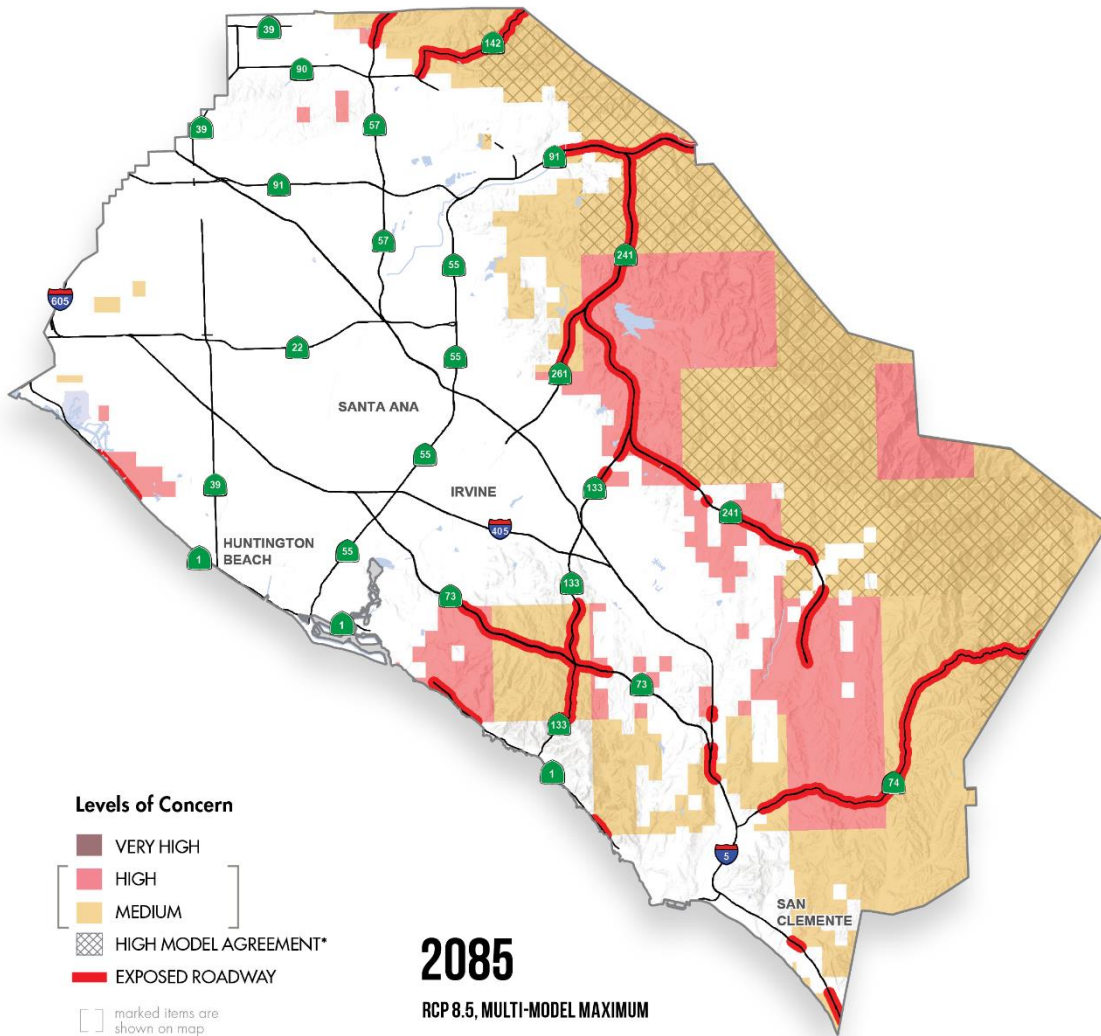 39
142
90
57
39
91
91
57
241
55
605
22
55
261
SANTA ANA
55
133
IRVINE
39
241
405
HUNTINGTON
BEACH
1
55
133
73
1
73
133
1
74
5
SAN
CLEMENTE
Levels of Concern
VERY HIGH
HIGH
MEDIUM
HIGH MODEL AGREEMENT*
EXPOSED ROADWAY
marked items are
shown on map
2085
RCP 8.5, MULTI-MODEL MAXIMUM